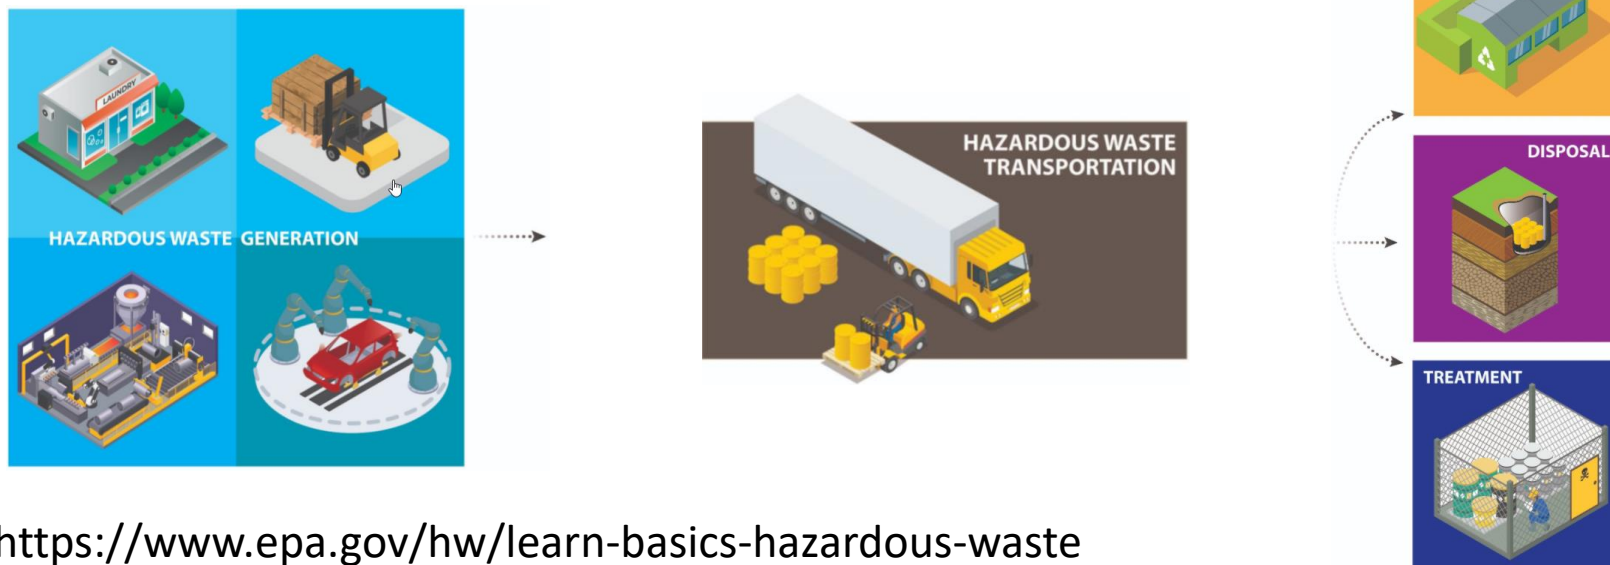 LAUNDRY
HAZARDOUS WASTE GENERATION
HAZARDOUS WASTE
TRANSPORTATION
DISPOSAL
TREATMENT
https://www.epa.gov/hw/learn-basics-hazardous-waste